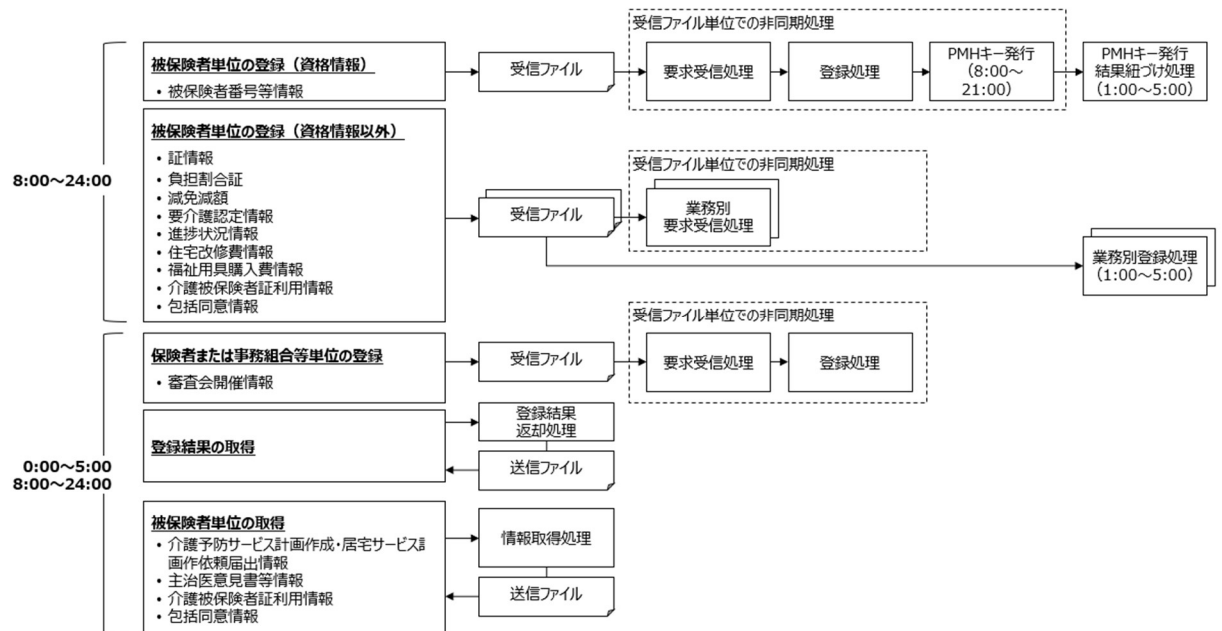 8:00～24:00
被保険者単位の登録（資格情報）
・被保険者番号等情報
受信ファイル
受信ファイル単位での非同期処理
要求受信処理
登録処理
PMHキー発行
（8:00～
21:00）
PMHキー発行
結果紐づけ処理
（1:00～5:00）
被保険者単位の登録（資格情報以外）
・証情報
・負担割合証
・減免減額
・要介護認定情報
・進捗状況情報
・住宅改修費情報
・福祉用具購入費情報
・介護被保険者証利用情報
・包括同意情報
受信ファイル
受信ファイル単位での非同期処理
業務別
要求受信処理
業務別登録処理
（1:00～5:00）
0:00～5:00
8:00～24:00
保険者または事務組合等単位の登録
・審査会開催情報
受信ファイル
受信ファイル単位での非同期処理
要求受信処理
登録処理
登録結果の取得
登録結果
返却処理
送信ファイル
被保険者単位の取得
・介護予防サービス計画作成・居宅サービス計
画作依頼届出情報
・主治医意見書等情報
・介護被保険者証利用情報
・包括同意情報
情報取得処理
送信ファイル